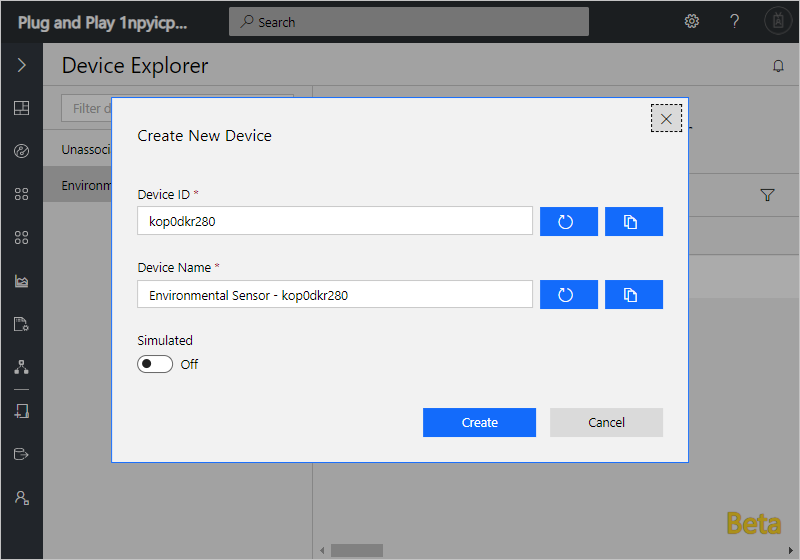 Plug and Play 1npyicp...
Search
?
Device Explorer
Filter d
Unassoci
Environm
Create New Device
Device ID *
kop0dkr280
Device Name *
Environmental Sensor - kop0dkr280
Simulated
Off
Create
Cancel
Beta